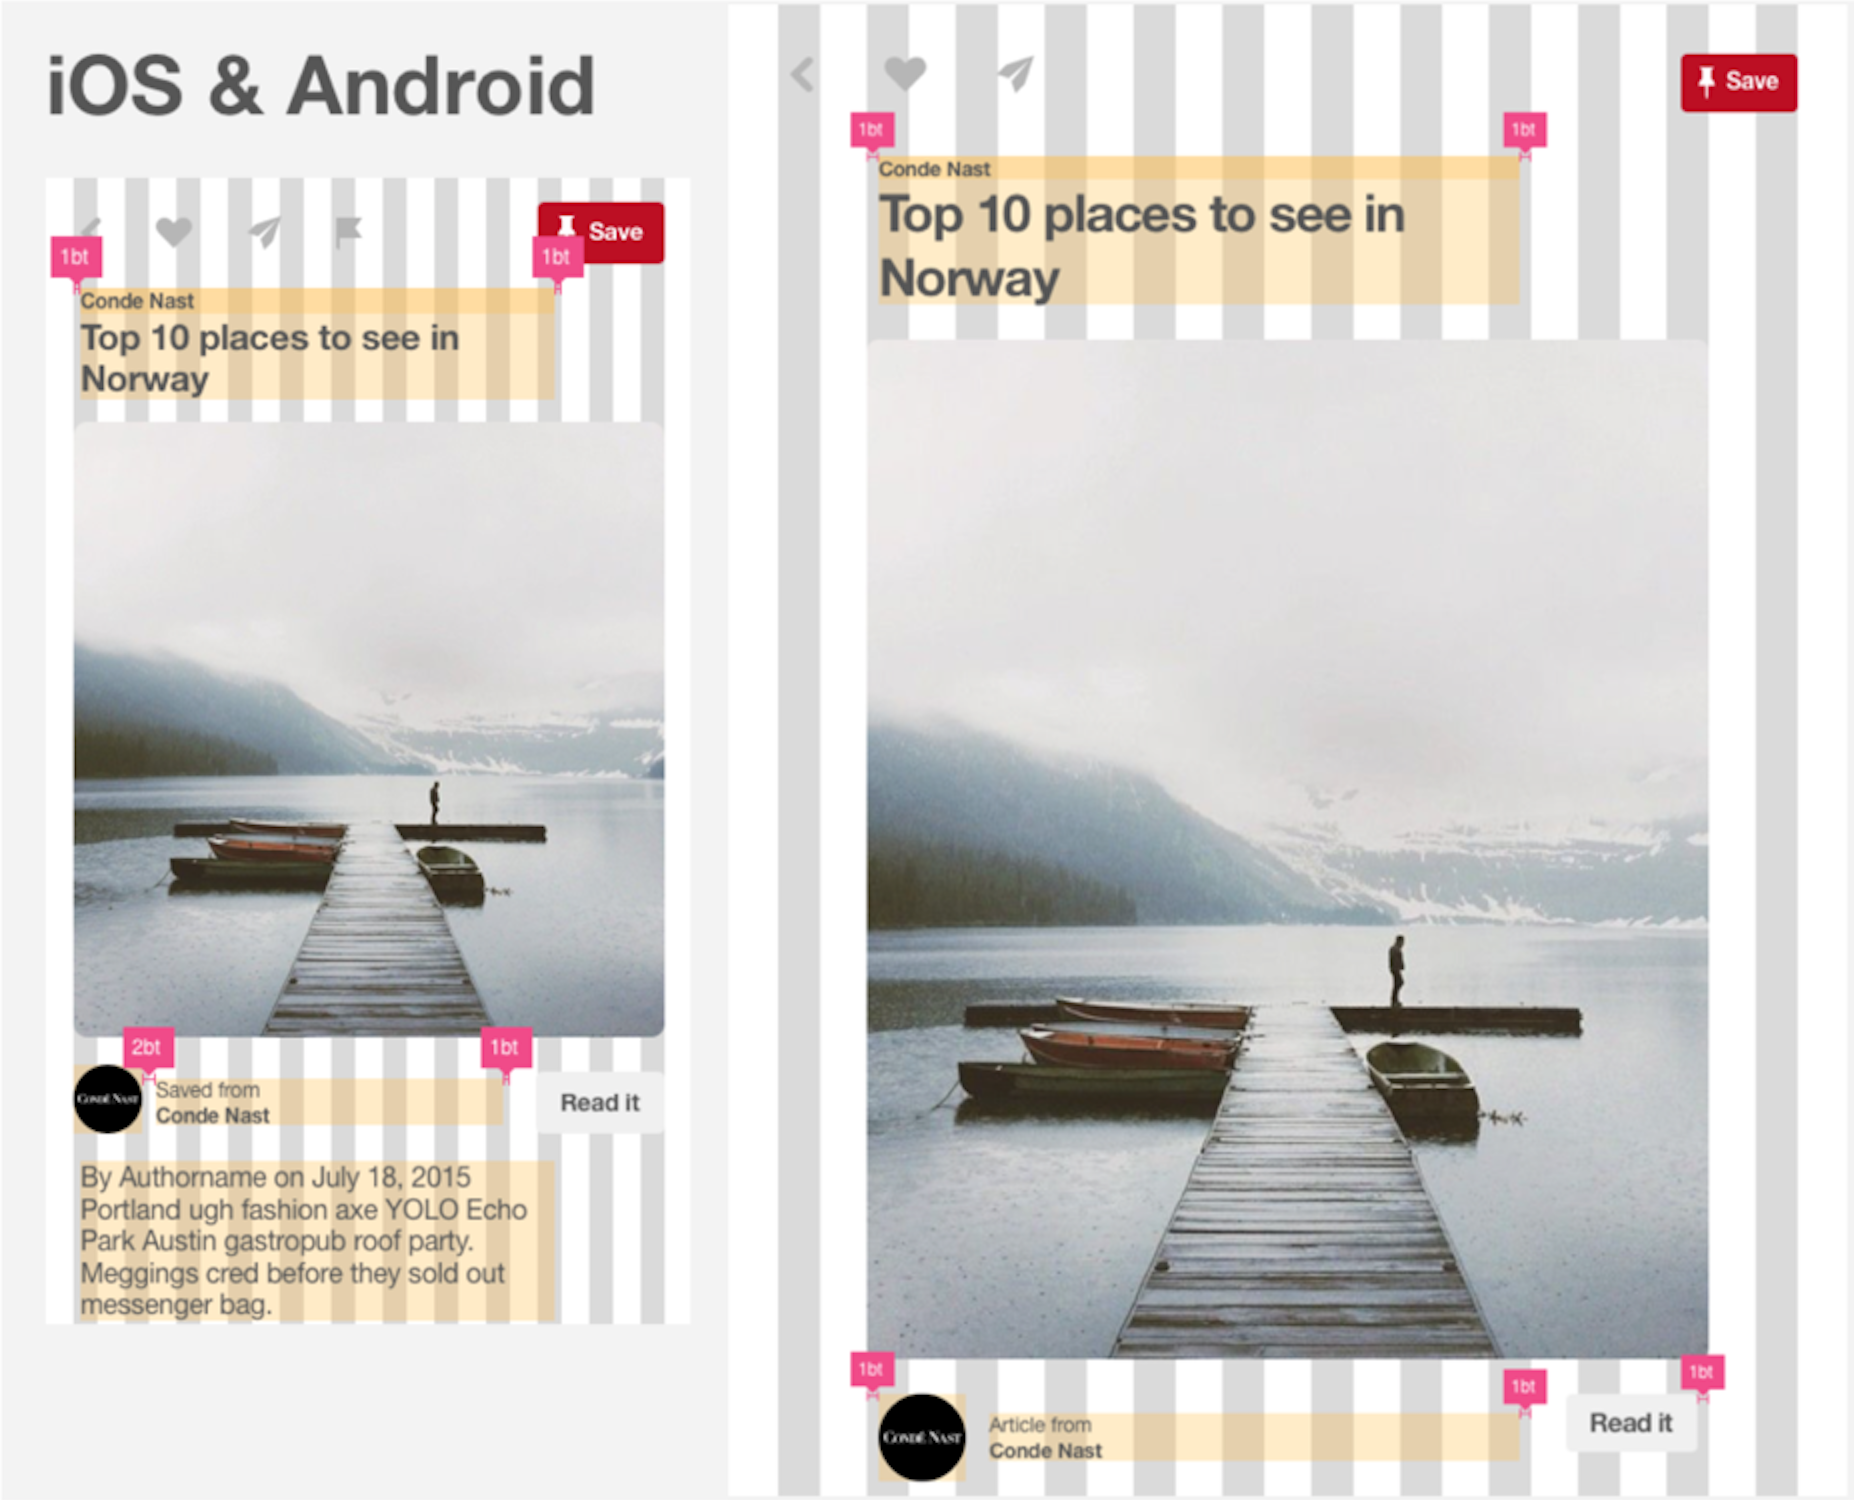 iOS & Android
Save
1bt
1bt
Conde Nast
Top 10 places to see in
Norway
2bt
1bt
CONDÉ NAST
Saved from
Conde Nast
Read it
By Authorname on July 18, 2015
Portland ugh fashion axe YOLO Echo
Park Austin gastropub roof party.
Meggings cred before they sold out
messenger bag.
Save
1bt
1bt
Conde Nast
Top 10 places to see in
Norway
1bt
1bt
1bt
CONDÉ NAST
Article from
Conde Nast
Read it